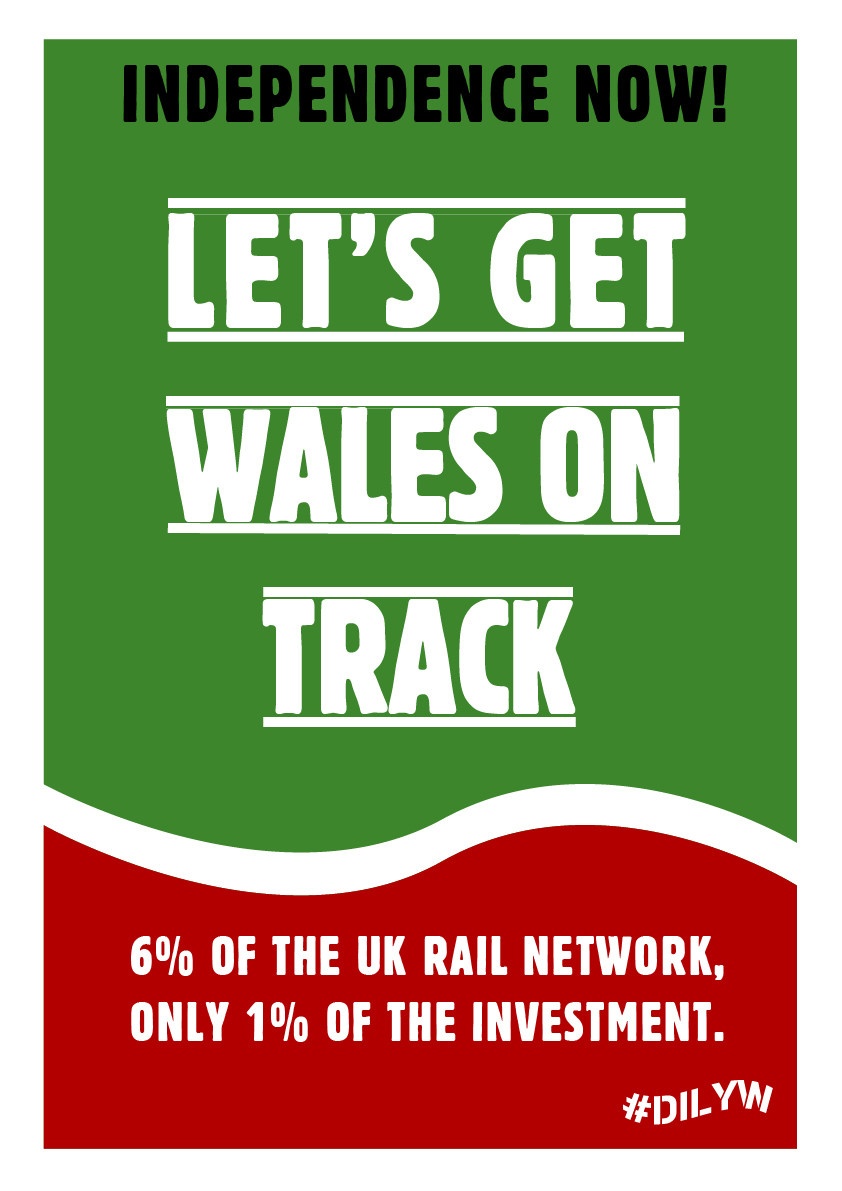 INDEPENDENCE NOW!
LET'S GET
WALES ON
TRACK
6% OF THE UK RAIL NETWORK,
ONLY 1% OF THE INVESTMENT.
#DILYW